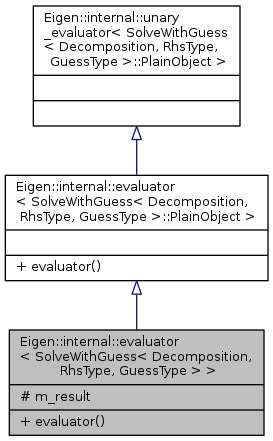 Eigen::internal::unary
_evaluator< SolveWithGuess
< Decomposition, RhsType,
GuessType >::PlainObject >
Eigen::internal::evaluator
< SolveWithGuess< Decomposition,
RhsType, GuessType >::PlainObject >
+ evaluator()
Eigen::internal::evaluator
< SolveWithGuess< Decomposition,
RhsType, GuessType > >
# m_result
+ evaluator()